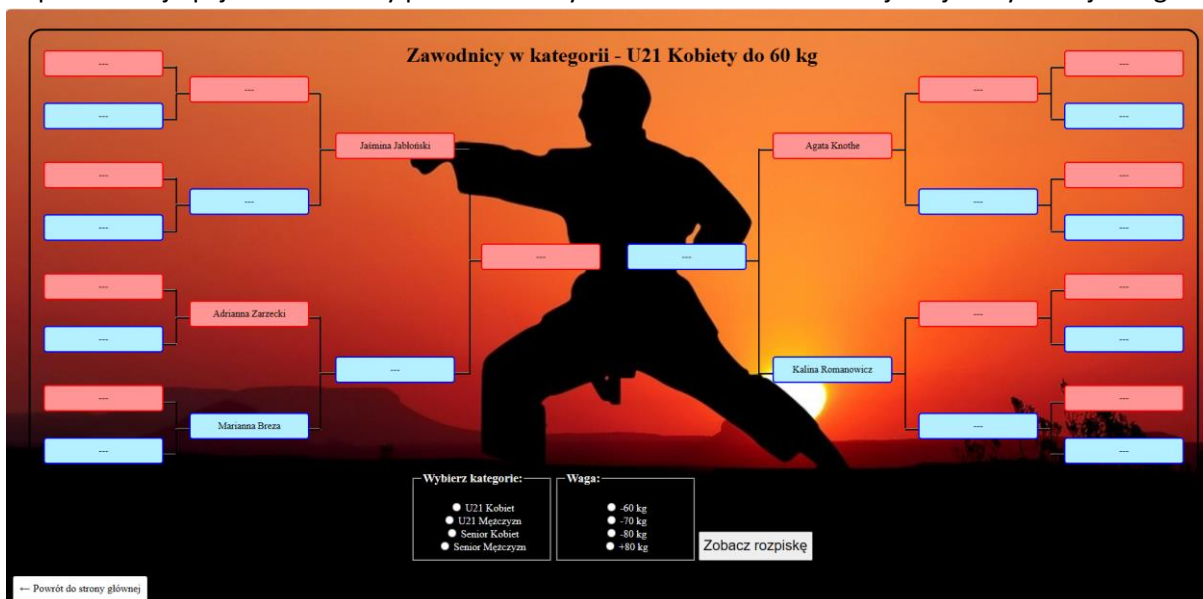 Zawodnicy w kategorii - U21 Kobiety do 60 kg
---
---
---
---
---
---
---
---
---
---
Adrianna Zarzecki
Marianna Breza
Jaśmina Jabłoński
---
---
---
Agata Knothe
Kalina Romanowicz
---
---
---
---
---
---
---
---
---
---
---
---
Wybierz kategorie:
U21 Kobiet
U21 Mężczyzn
Senior Kobiet
Senior Mężczyzn
Waga:
-60 kg
-70 kg
-80 kg
+80 kg
Zobacz rozpiskę
← Powrót do strony głównej